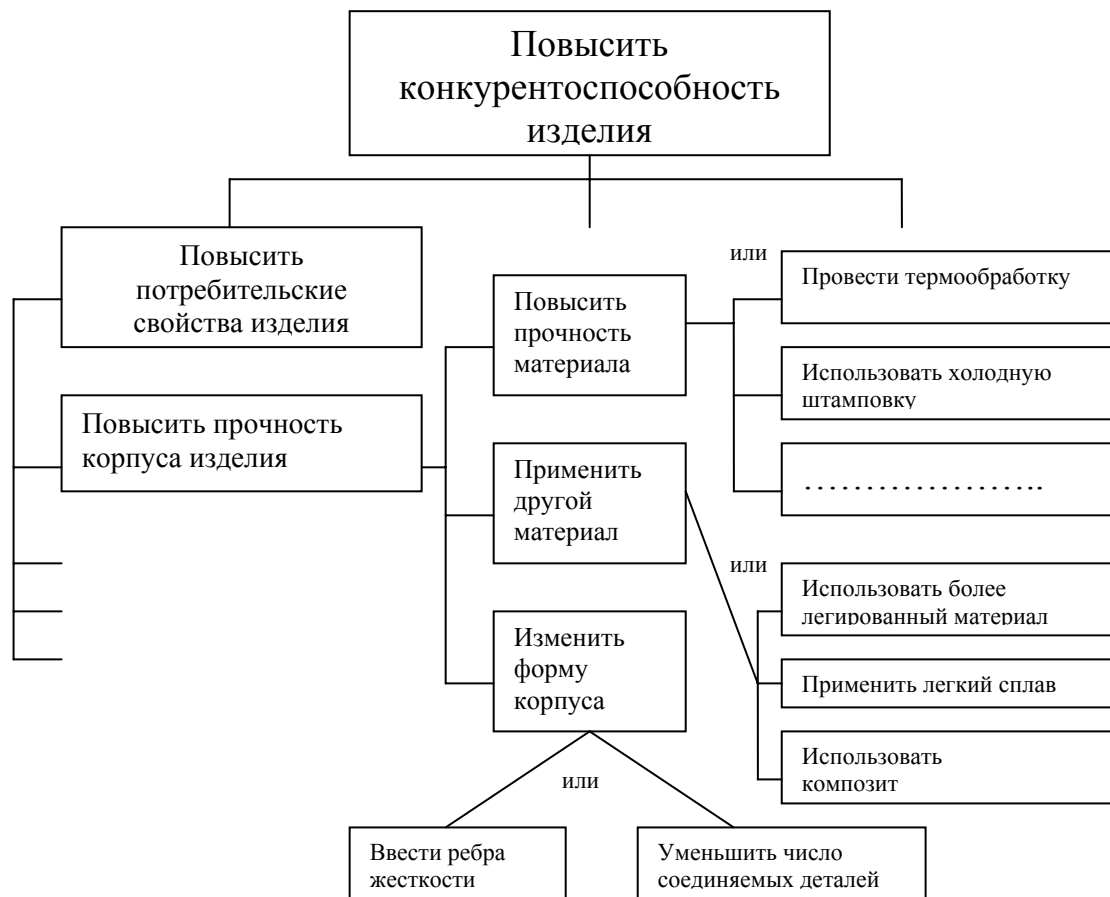 Повысить
конкурентоспособность
изделия
Повысить
потребительские
свойства изделия
Повысить прочность
корпуса изделия
Повысить
прочность
материала
Применить
другой
материал
Изменить
форму
корпуса
или
Провести термообработку
Использовать холодную
штамповку
………………….
или
Использовать более
легированный материал
Применить легкий сплав
Использовать
композит
или
Ввести ребра
жесткости
Уменьшить число
соединяемых деталей